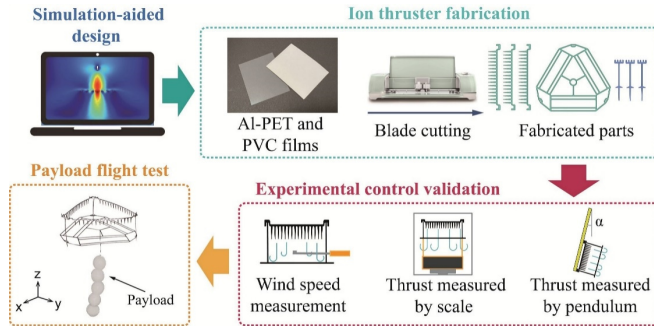 Simulation-aided
design
Ion thruster fabrication
Al-PET and
PVC films
Blade cutting
Fabricated parts
Payload flight test
z
x
y
Payload
Experimental control validation
Wind speed
measurement
Thrust measured
by scale
α
Thrust measured
by pendulum